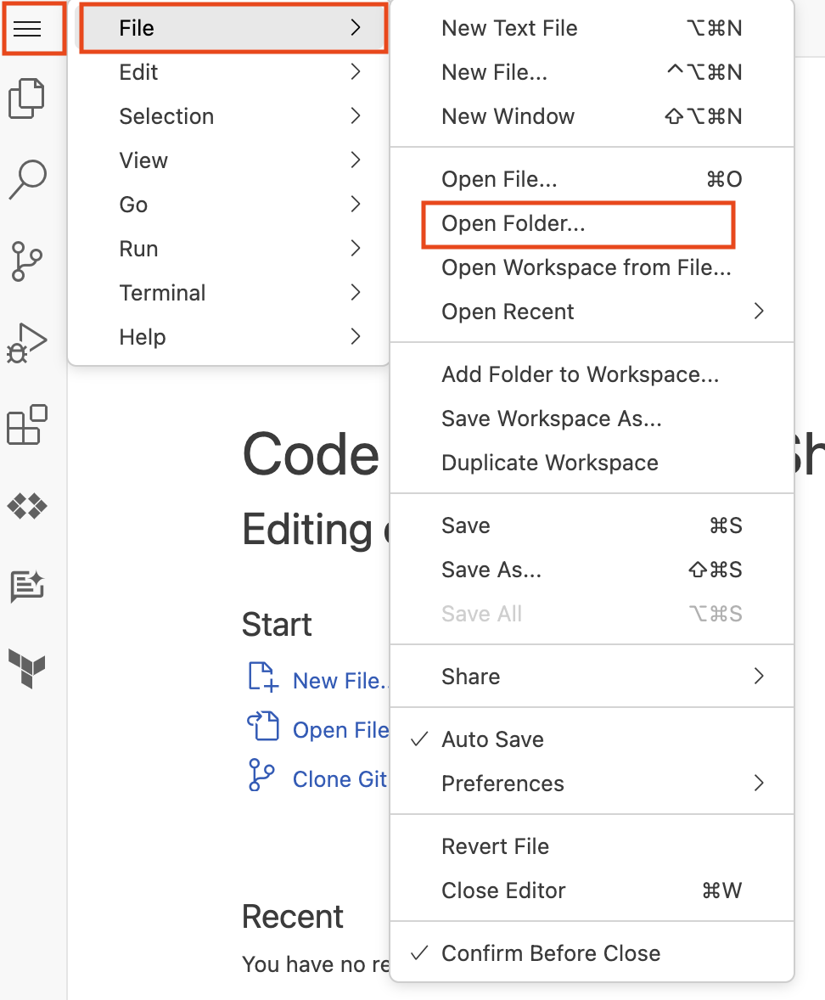 File
Edit
Selection
View
Go
Run
Terminal
Help
New Text File ⌥⌘N
New File... ^⌥⌘N
New Window ⇧⌥⌘N
Open File... ⌘O
Open Folder...
Open Workspace from File...
Open Recent
Add Folder to Workspace...
Save Workspace As...
Duplicate Workspace
Save ⌘S
Save As... ⇧⌘S
Save All ⌥⌘S
Share
Auto Save
Preferences
Revert File
Close Editor ⌘W
Confirm Before Close
Code
Editing
Start
New File..
Open File
Clone Git
Recent
You have no